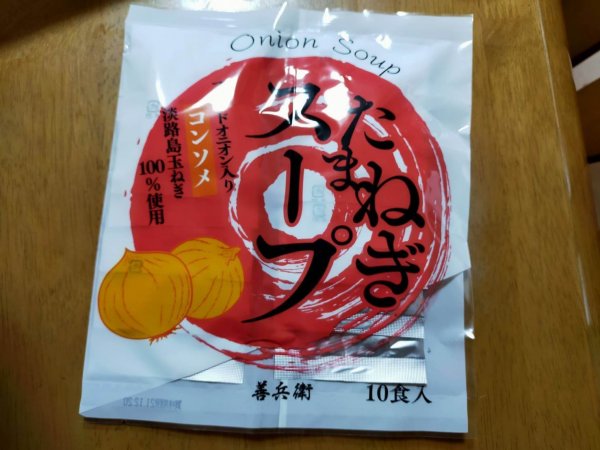 Onion Soup
たまねぎ
スープ
ドオニオン入り
コンソメ
淡路島玉ねぎ
100%使用
善兵衛
10食入